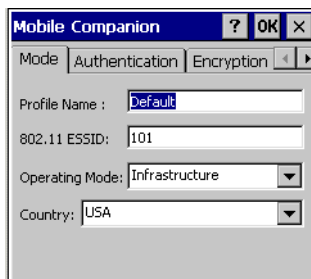 Mobile Companion ? OK ×
Mode Authentication Encryption
Profile Name : Default
802.11 ESSID: 101
Operating Mode: Infrastructure
Country: USA